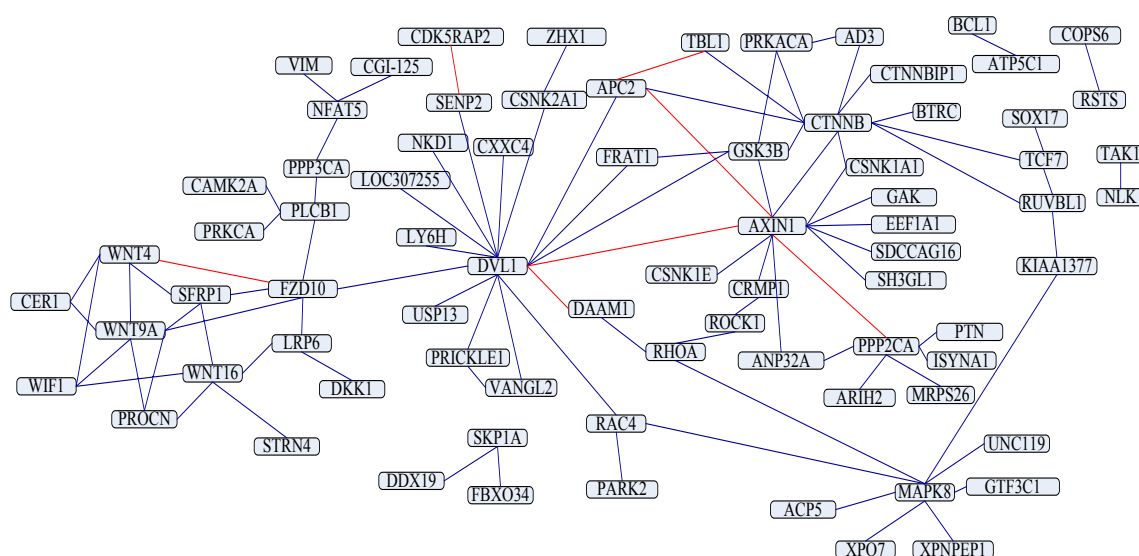 BCL1
COPS6
CDK5RAP2
ZHX1
TBL1
PRKACA
AD3
VIM
CGI-125
ATP5C1
CTNNBIP1
APC2
NFAT5
SENP2
CSNK2A1
RSTS
BTRC
SOX17
CTNNB
NKD1
CXXC4
FRAT1
GSK3B
TCF7
TAK1
PPP3CA
CSNK1A1
LOC307255
CAMK2A
GAK
RUVBL1
NLK
PLCB1
PRKCA
LY6H
AXIN1
EEF1A1
SDCCAG16
WNT4
DVL1
CSNK1E
KIAA1377
SH3GL1
CER1
SFRP1
FZD10
CRMP1
USP13
DAAM1
WNT9A
ROCK1
LRP6
PTN
PRICKLE1
RHOA
PPP2CA
ANP32A
ISYNA1
WNT16
WIF1
DKK1
VANGL2
ARIH2
MRPS26
PROCN
RAC4
STRN4
SKP1A
UNC119
DDX19
FBXO34
PARK2
MAPK8
GTF3C1
ACP5
XPO7
XPNPEP1